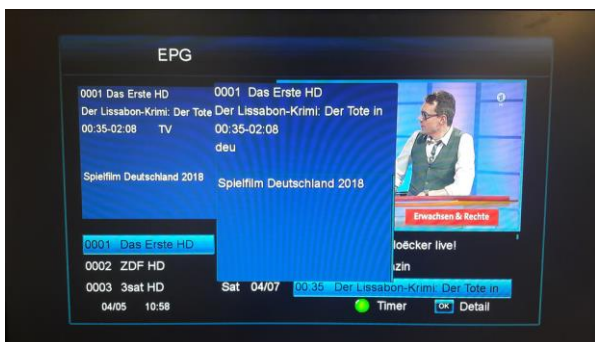 EPG
0001 Das Erste HD
Der Lissabon-Krimi: Der Tote
00:35-02:08 TV
Spielfilm Deutschland 2018
0001 Das Erste HD
Der Lissabon-Krimi: Der Tote in
00:35-02:08
deu
Spielfilm Deutschland 2018
Erwachsen & Rechte
0001 Das Erste HD
0002 ZDF HD
0003 3sat HD
loëcker live!
zin
Sat 04/07 00:35 Der Lissabon-Krimi: Der Tote in
04/05 10:58
Timer
OK Detail